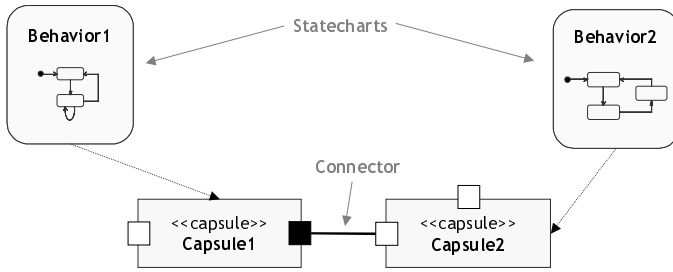 Statecharts
Behavior1
Behavior2
Connector
<<capsule>>
Capsule1
<<capsule>>
Capsule2